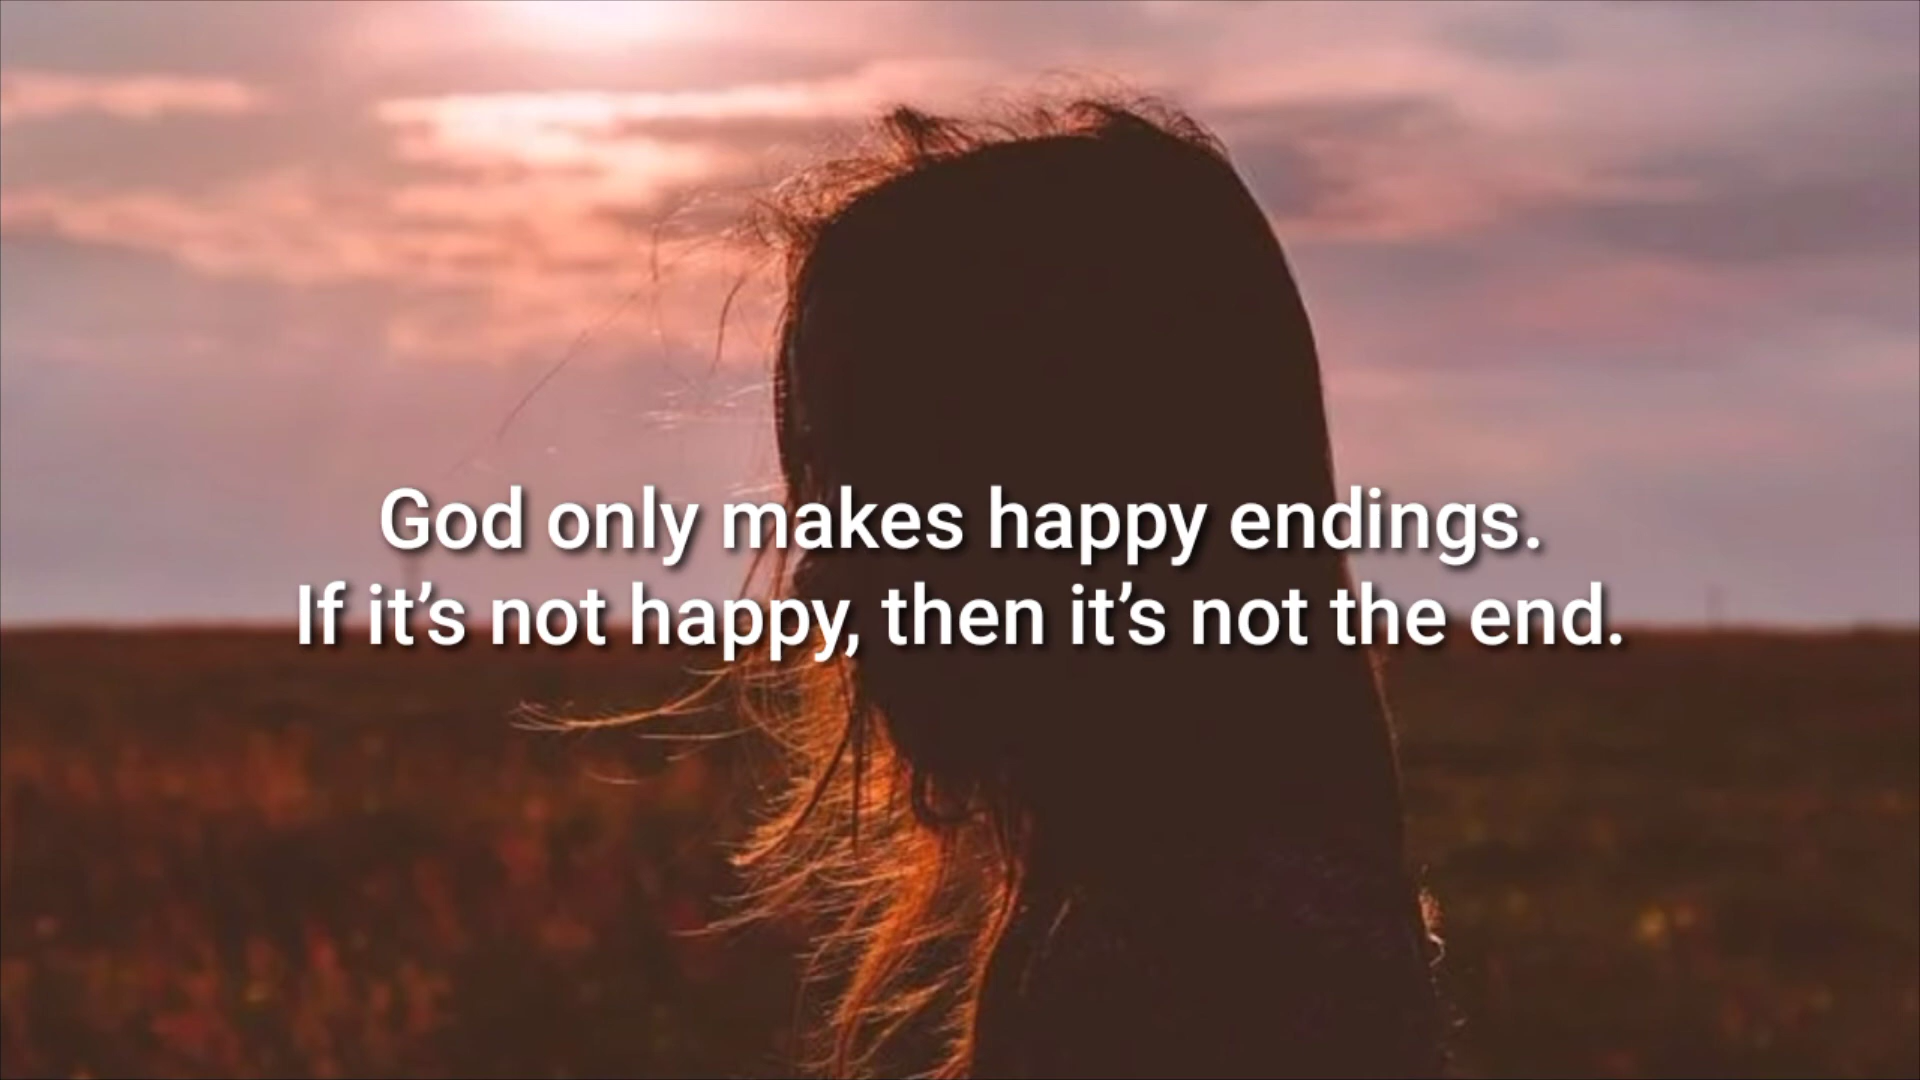 God only makes happy endings.
If it’s not happy, then it’s not the end.